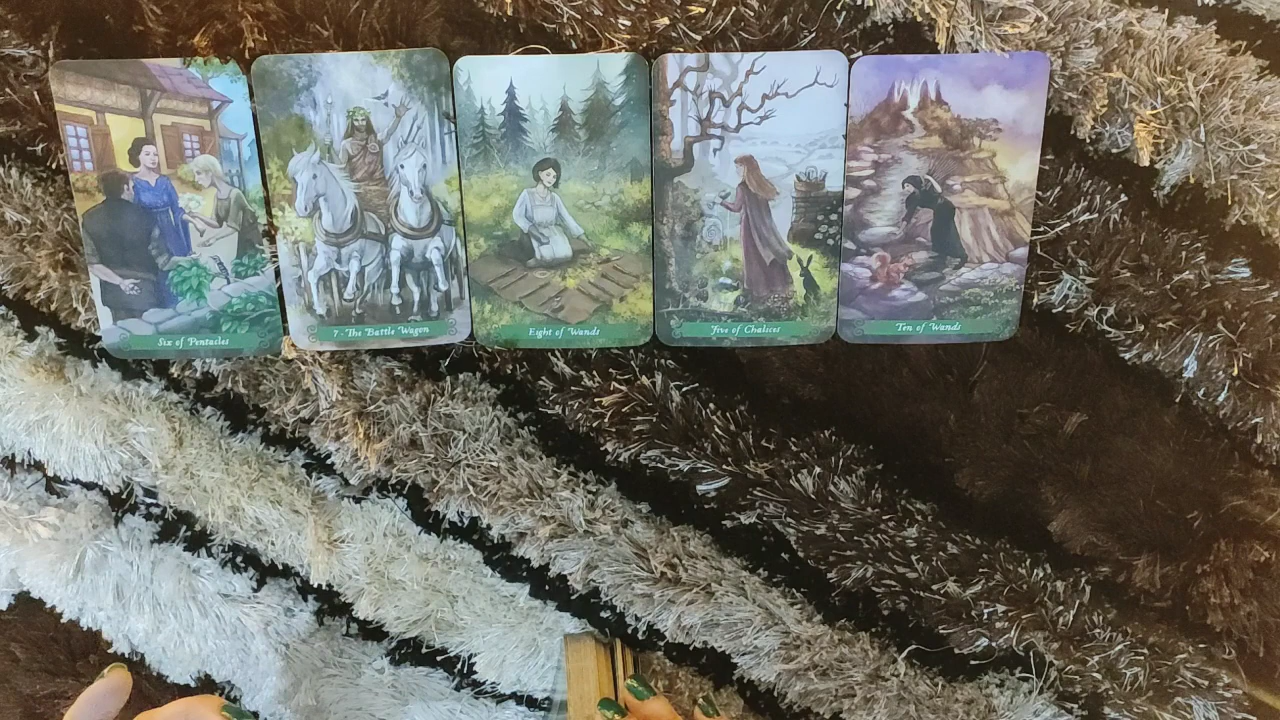 Six of Pentacles
7 - The Battle Wagon
Eight of Wands
Five of Chalices
Ten of Wands